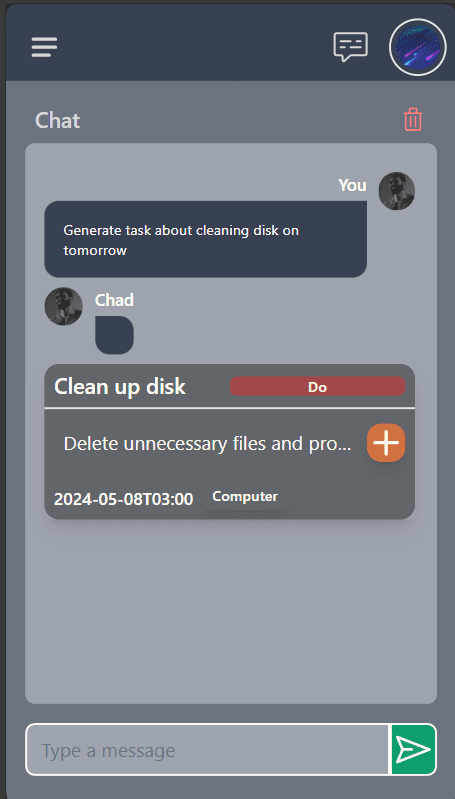 Chat
You
Generate task about cleaning disk on
tomorrow
Chad
Clean up disk
Do
Delete unnecessary files and pro...
2024-05-08T03:00
Computer
Type a message